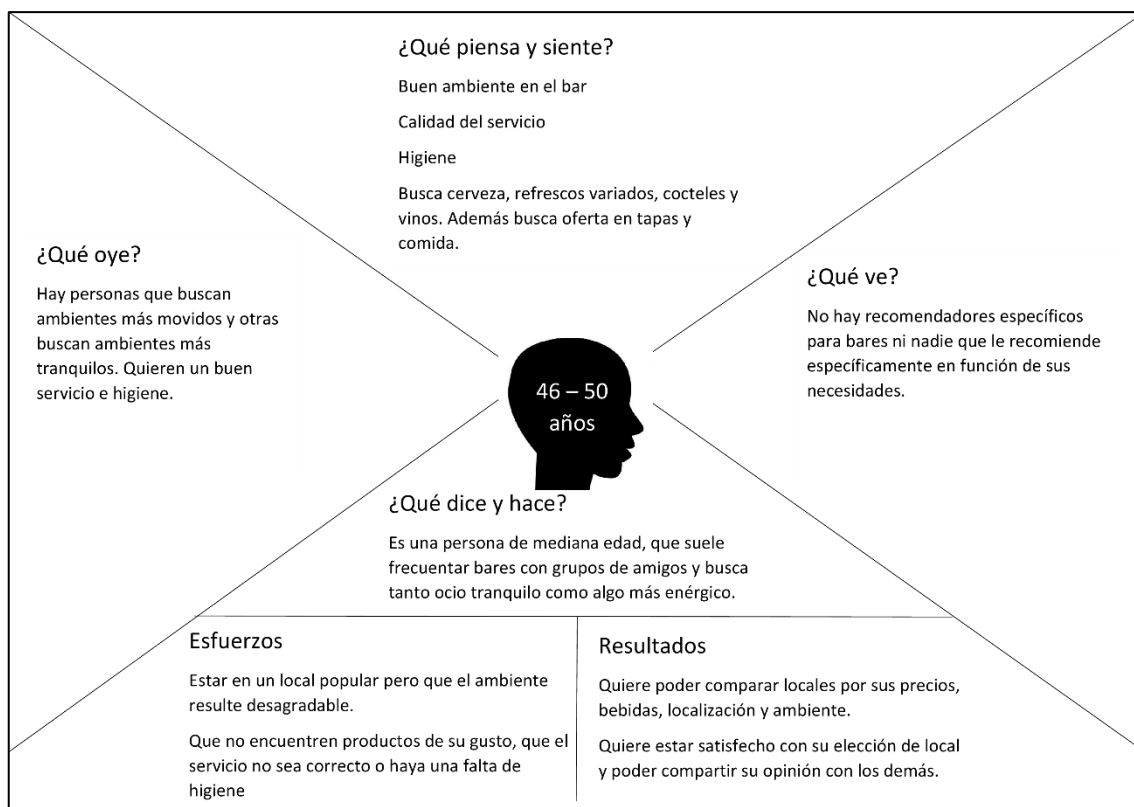 ¿Qué piensa y siente?
Buen ambiente en el bar
Calidad del servicio
Higiene
Busca cerveza, refrescos variados, cocteles y
vinos. Además busca oferta en tapas y
comida.
¿Qué oye?
Hay personas que buscan
ambientes más movidos y otras
buscan ambientes más
tranquilos. Quieren un buen
servicio e higiene.
¿Qué ve?
No hay recomendadores específicos
para bares ni nadie que le recomiende
específicamente en función de sus
necesidades.
46 – 50
años
¿Qué dice y hace?
Es una persona de mediana edad, que suele
frecuentar bares con grupos de amigos y busca
tanto ocio tranquilo como algo más enérgico.
Esfuerzos
Estar en un local popular pero que el ambiente
resulte desagradable.
Que no encuentren productos de su gusto, que el
servicio no sea correcto o haya una falta de
higiene
Resultados
Quiere poder comparar locales por sus precios,
bebidas, localización y ambiente.
Quiere estar satisfecho con su elección de local
y poder compartir su opinión con los demás.